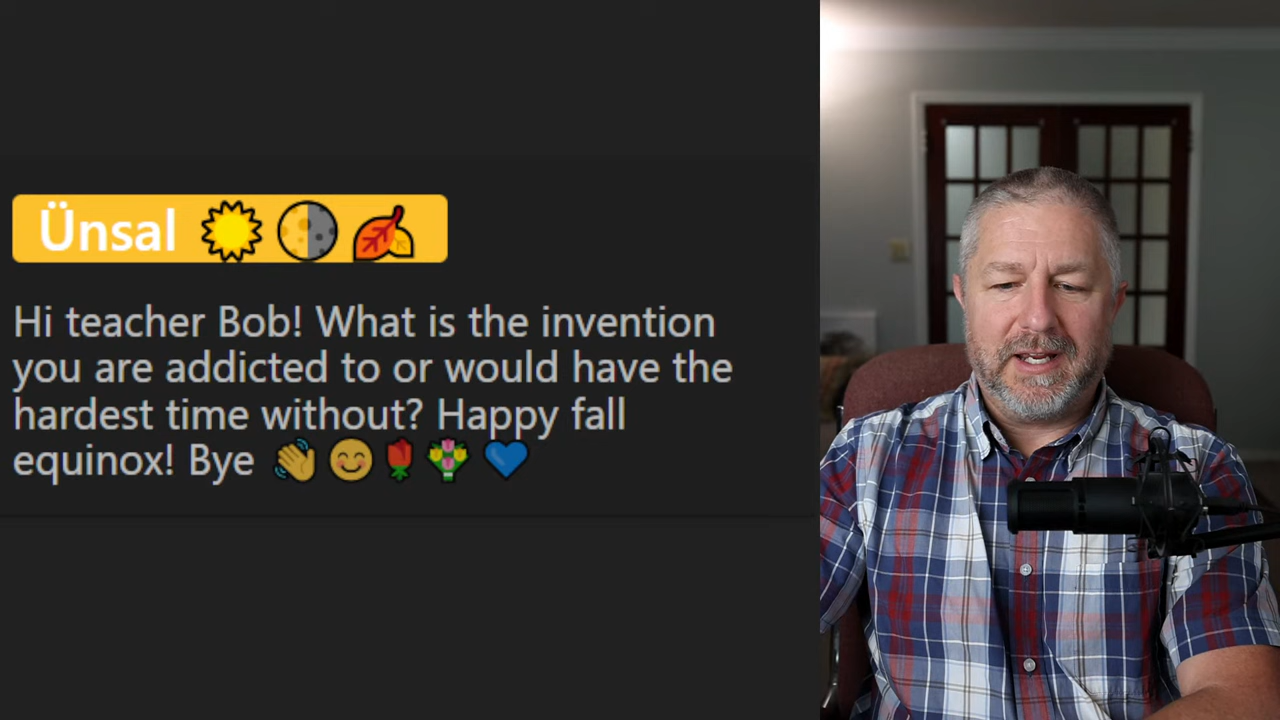 Ünsal ☀️🌗🍂
Hi teacher Bob! What is the invention
you are addicted to or would have the
hardest time without? Happy fall
equinox! Bye 👋😊🌹💐💙